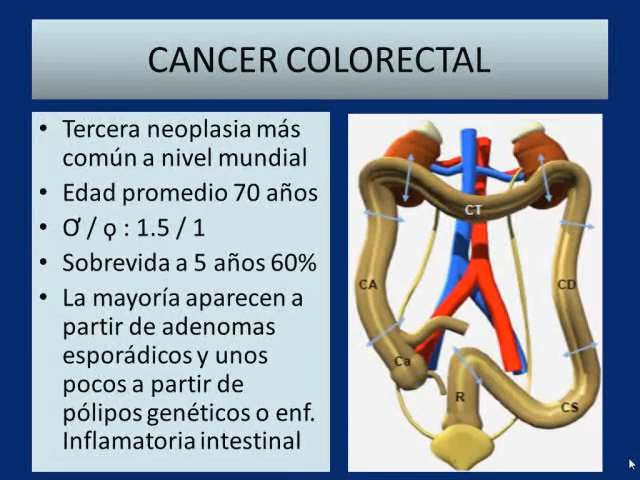 CANCER COLORECTAL
• Tercera neoplasia más
común a nivel mundial
• Edad promedio 70 años
• Ơ / ƍ : 1.5 / 1
• Sobrevida a 5 años 60%
• La mayoría aparecen a
partir de adenomas
esporádicos y unos
pocos a partir de
pólipos genéticos o enf.
Inflamatoria intestinal
CT
CA
CD
Ca
R
CS